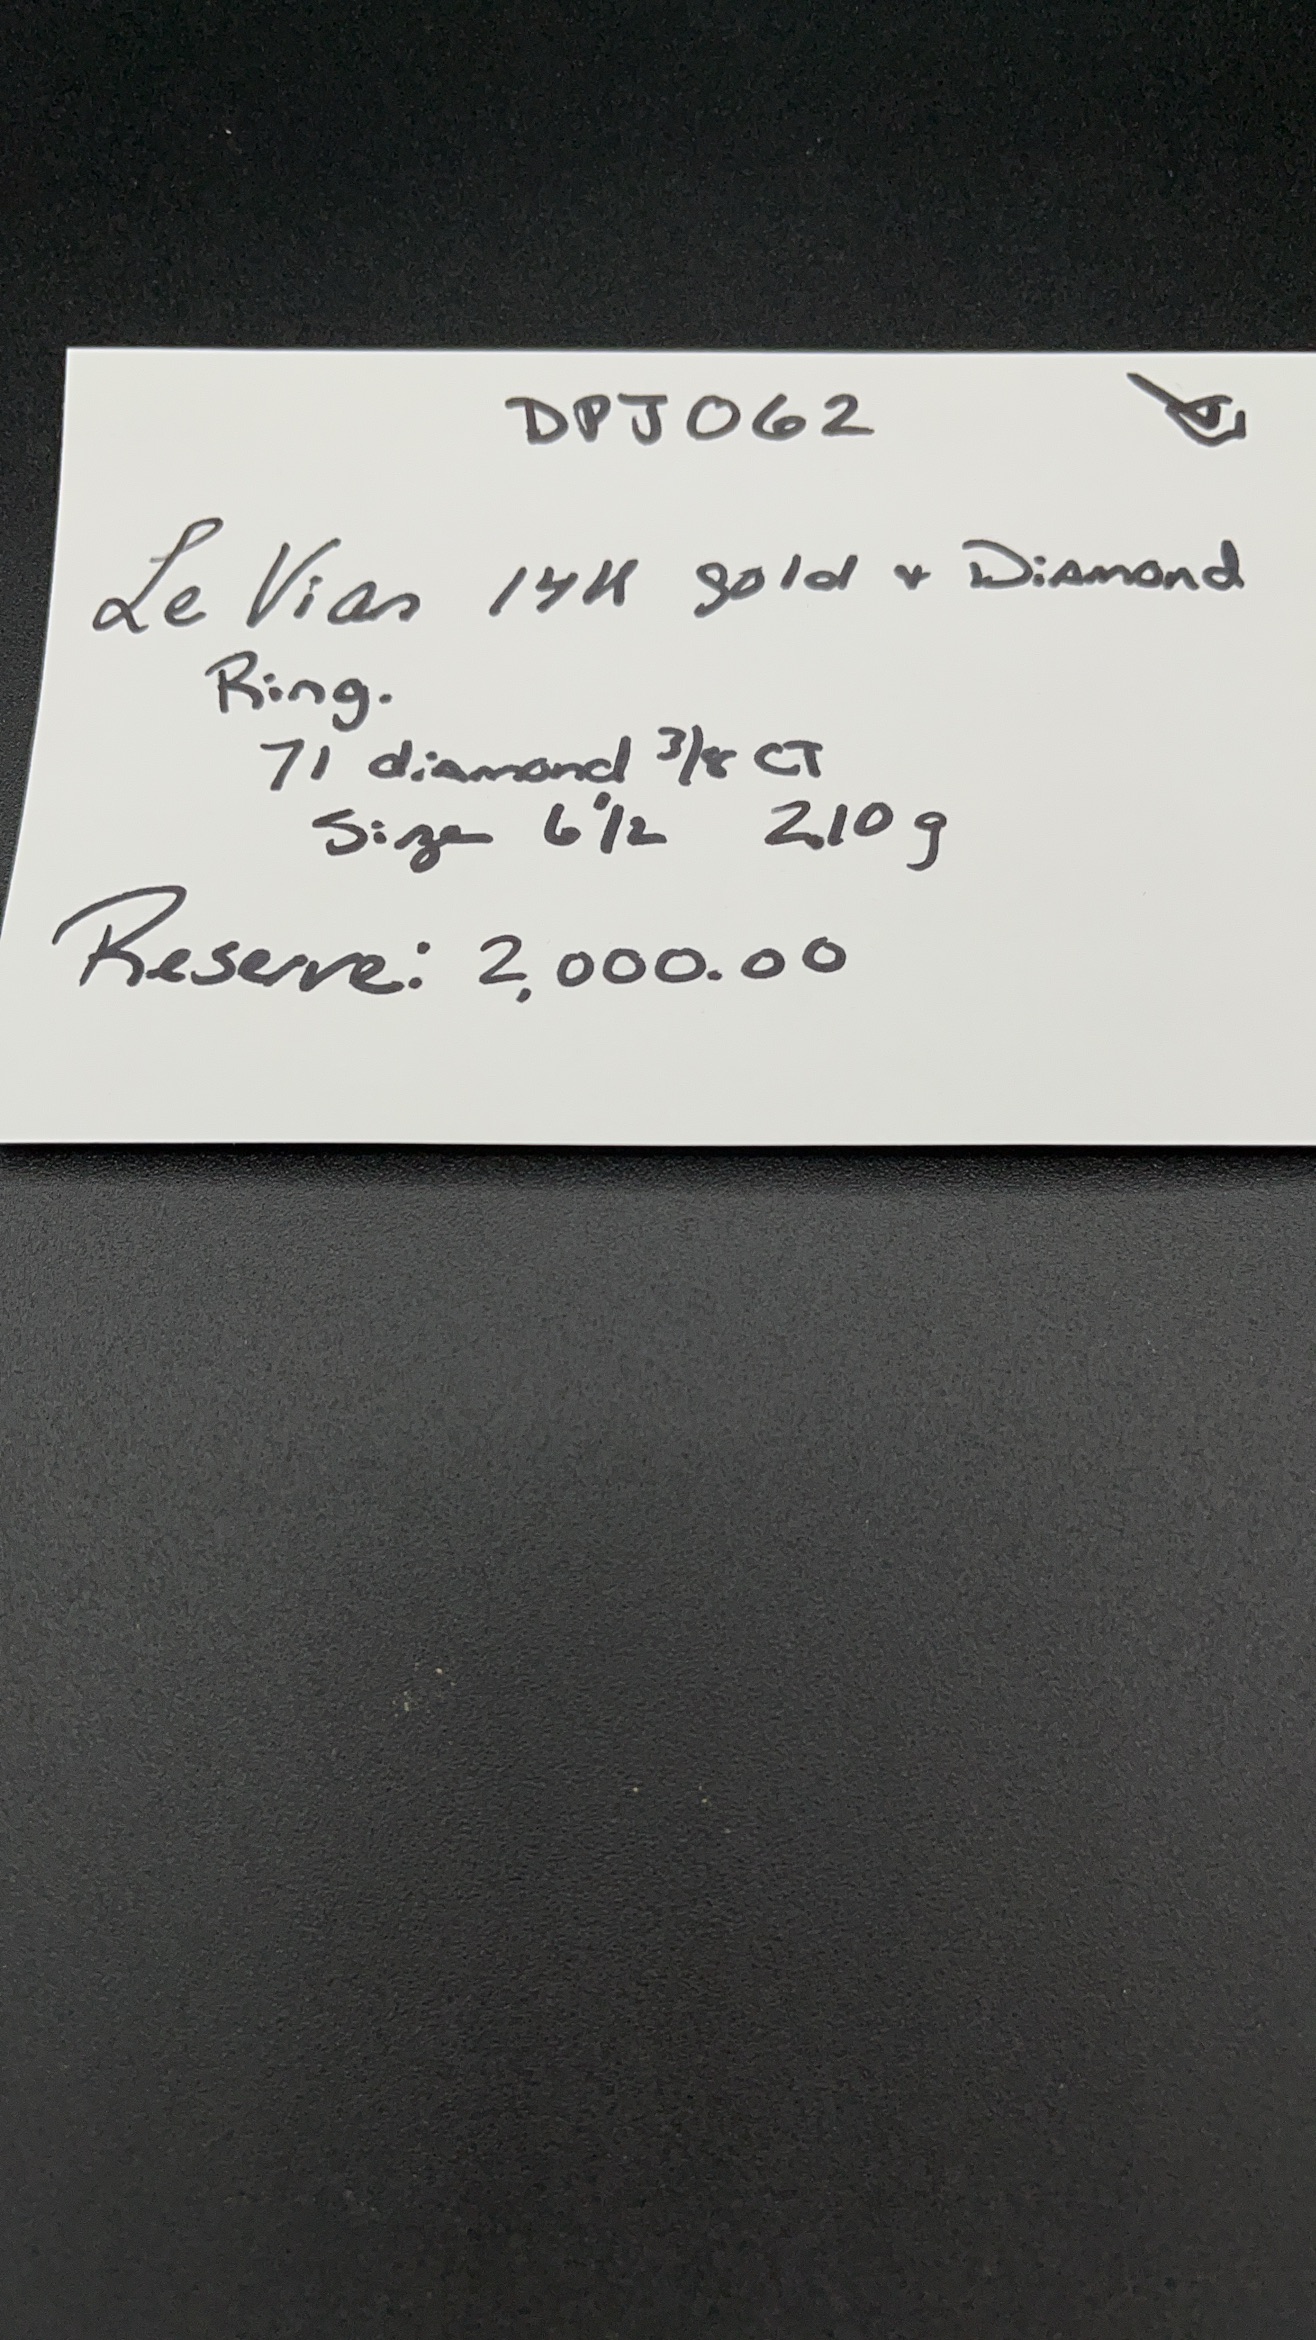 DPJ062
Le Vian 14K gold & Diamond
Ring.
71 diamond 3/8 CT
Size 6 1/2 2.10 g
Reserve: 2,000.00